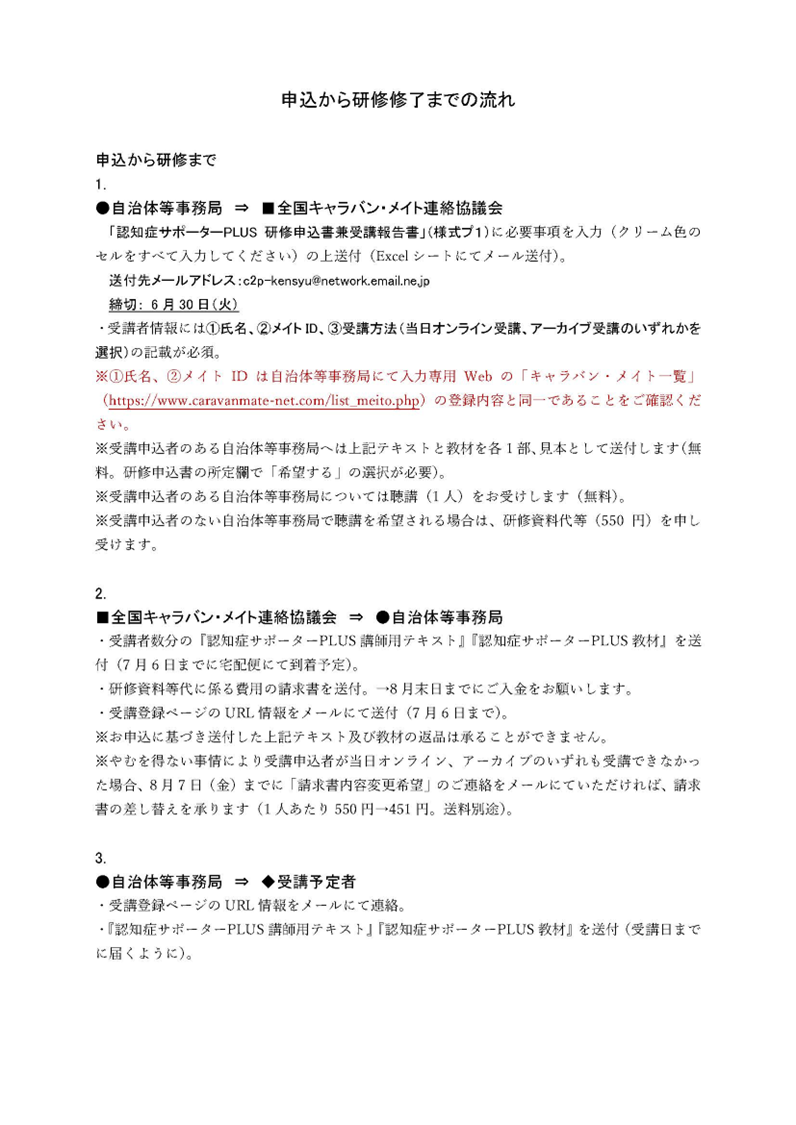 申込から研修修了までの流れ
申込から研修まで
1.
●自治体等事務局 ⇒ ■全国キャラバン・メイト連絡協議会
「認知症サポーターPLUS 研修申込書兼受講報告書」（様式プ1）に必要事項を入力（クリーム色の
セルをすべて入力してください）の上送付（Excel シートにてメール送付）。
送付先メールアドレス：c2p-kensyu@network.email.ne.jp
締切： 6 月 30 日（火）
・受講者情報には①氏名、②メイト ID、③受講方法（当日オンライン受講、アーカイブ受講のいずれかを
選択）の記載が必須。
※①氏名、②メイト ID は自治体等事務局にて入力専用 Web の「キャラバン・メイト一覧」
（https://www.caravanmate-net.com/list_meito.php）の登録内容と同一であることをご確認くだ
さい。
※受講申込者のある自治体等事務局へは上記テキストと教材を各 1 部、見本として送付します（無
料。研修申込書の所定欄で「希望する」の選択が必要）。
※受講申込者のある自治体等事務局については聴講（1 人）をお受けします（無料）。
※受講申込者のない自治体等事務局で聴講を希望される場合は、研修資料代等（550 円）を申し
受けます。
2.
■全国キャラバン・メイト連絡協議会 ⇒ ●自治体等事務局
・受講者数分の『認知症サポーターPLUS 講師用テキスト』『認知症サポーターPLUS 教材』を送
付（7 月 6 日までに宅配便にて到着予定）。
・研修資料等代に係る費用の請求書を送付。→8 月末日までにご入金をお願いします。
・受講登録ページの URL 情報をメールにて送付（7 月 6 日まで）。
※お申込に基づき送付した上記テキスト及び教材の返品は承ることができません。
※やむを得ない事情により受講申込者が当日オンライン、アーカイブのいずれも受講できなかっ
た場合、8 月 7 日（金）までに「請求書内容変更希望」のご連絡をメールにていただければ、請求
書の差し替えを承ります（1 人あたり 550 円→451 円。送料別途）。
3.
●自治体等事務局 ⇒ ◆受講予定者
・受講登録ページの URL 情報をメールにて連絡。
・『認知症サポーターPLUS 講師用テキスト』『認知症サポーターPLUS 教材』を送付（受講日まで
に届くように）。